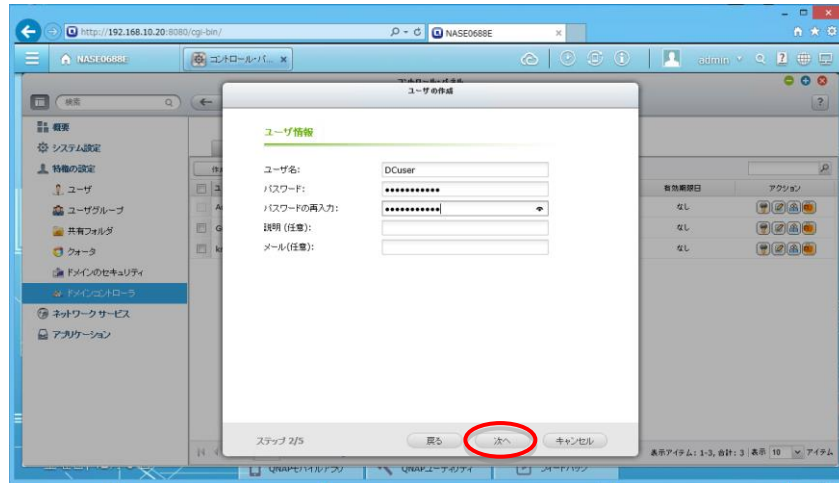 http://192.168.10.20:8080/cgi-bin/
NASE0688E
NASE0688E
コントロール・パ...
admin
コントロール・パネル
ユーザの作成
検索
概要
システム設定
特権の設定
ユーザ
ユーザグループ
共有フォルダ
クォータ
ドメインのセキュリティ
ドメインコントローラ
ネットワーク サービス
アプリケーション
ユーザ情報
ユーザ名:
DCuser
パスワード:
パスワードの再入力:
説明 (任意):
メール(任意):
有効期限日
アクション
なし
なし
なし
ステップ 2/5
戻る
次へ
キャンセル
表示アイテム: 1-3, 合計: 3
表示 10 アイテム
QNAPモバイルアプリ
QNAPユーティリティ
フィードバック